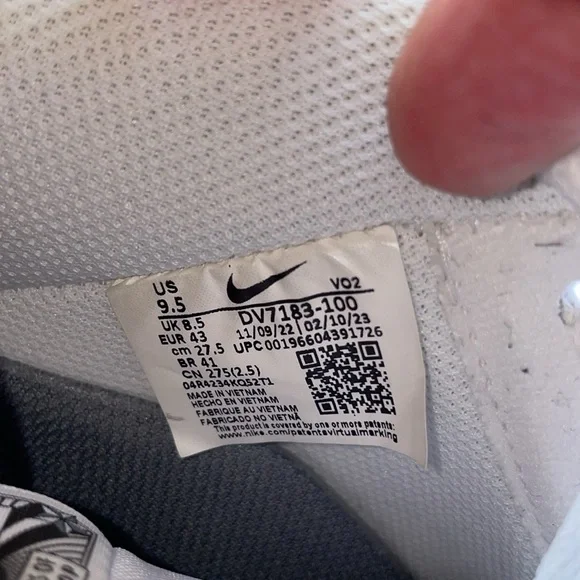 US
9.5
VO2
UK 8.5
DV7183-100
EUR 43
11/09/22 | 02/10/23
cm 27.5
UPC 00196604391726
BR 41
CN 275(2.5)
04R4234KQS2T1
MADE IN VIETNAM
HECHO EN VIETNAM
FABRIQUE AU VIETNAM
FABRICADO NO VIETNÃ
This product is covered by one or more patents:
www.nike.com/patentsvirtualmarking